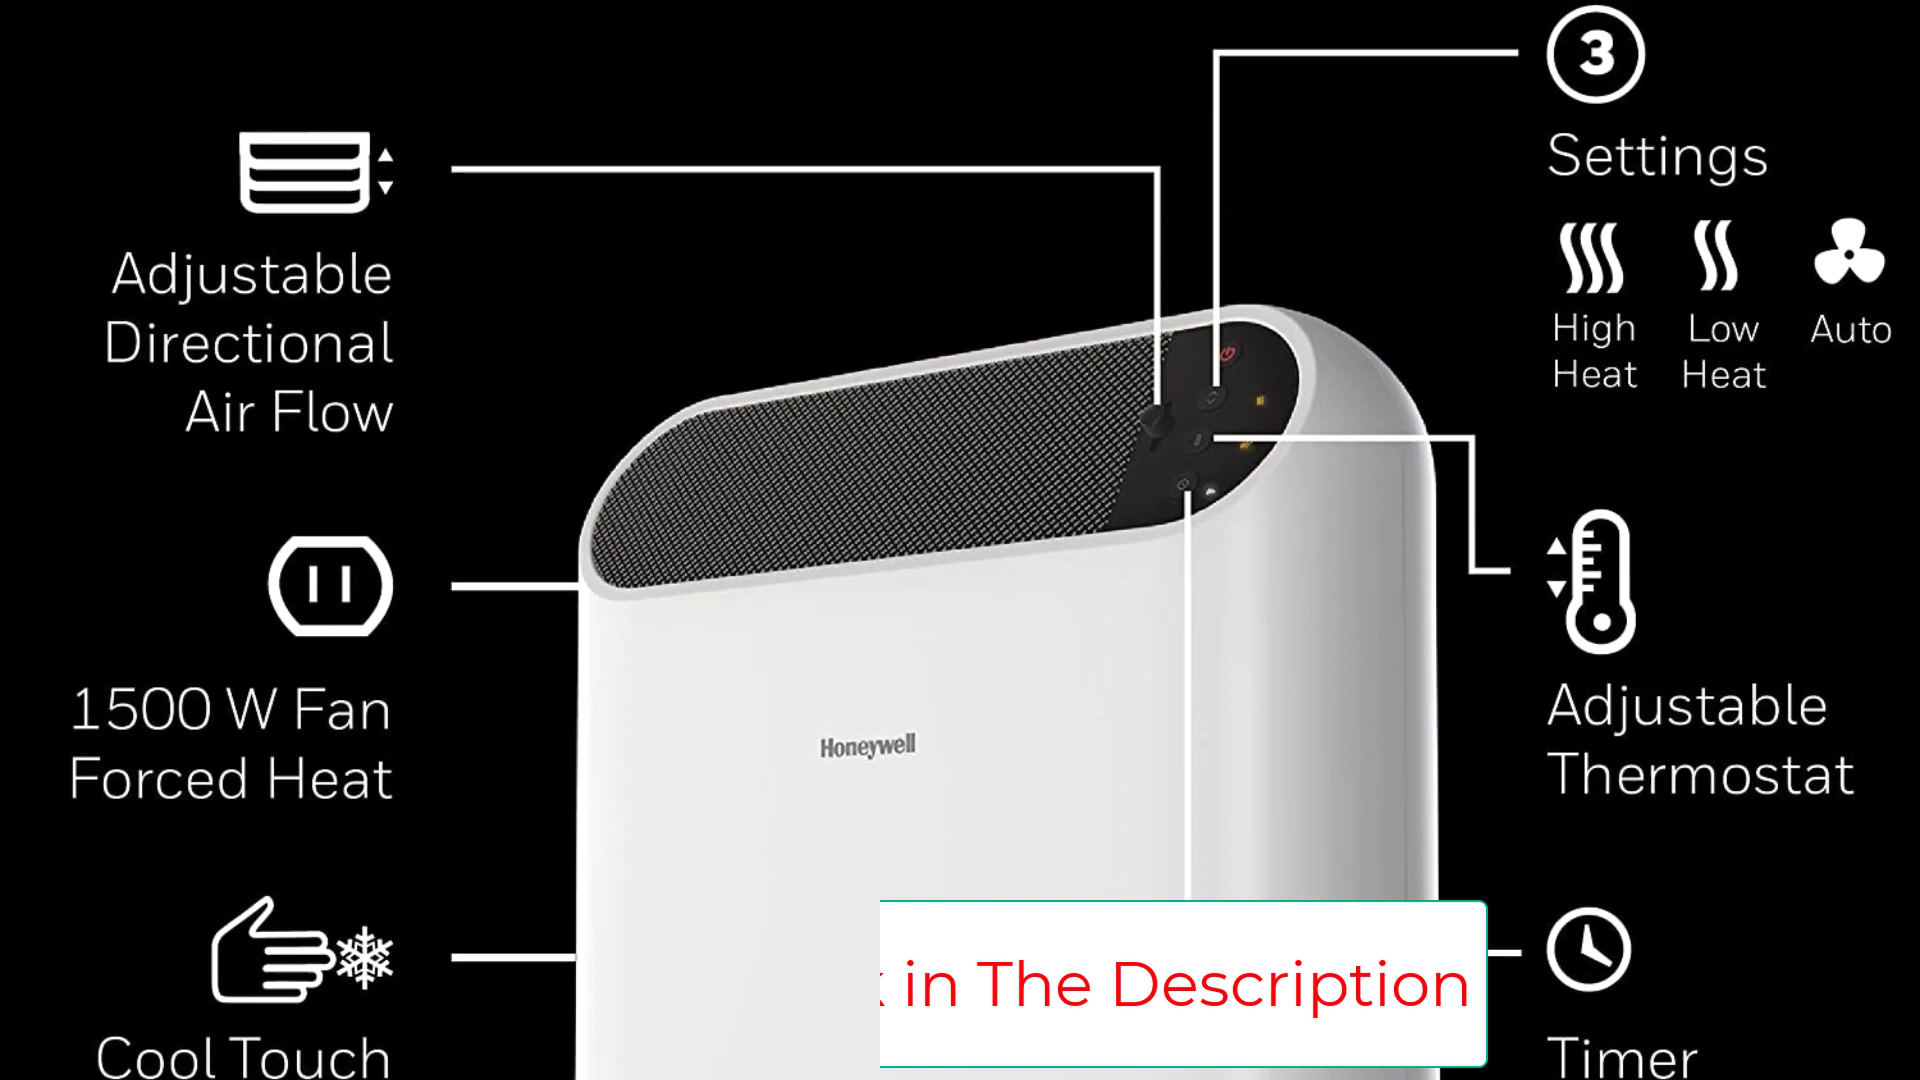 3
Settings
High
Heat
Low
Heat
Auto
Adjustable
Directional
Air Flow
1500 W Fan
Forced Heat
Honeywell
Adjustable
Thermostat
in The Description
Cool Touch
Timer